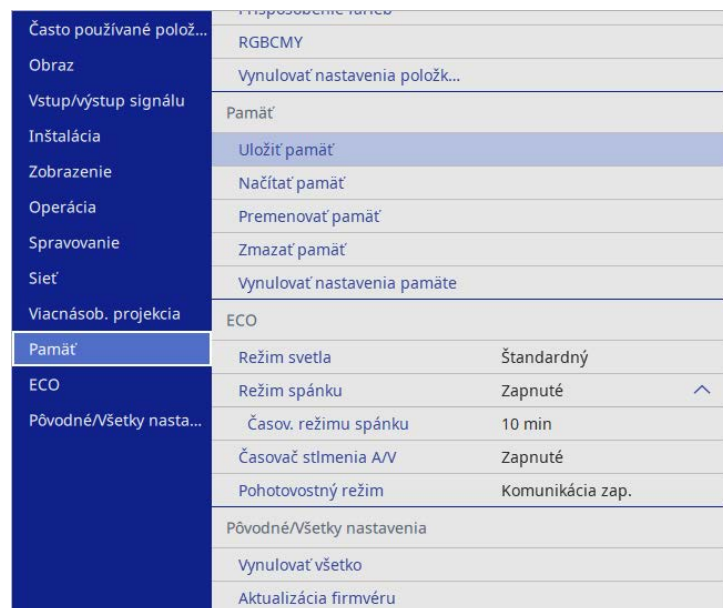 Často používané polož...
Obraz
Vstup/výstup signálu
Inštalácia
Zobrazenie
Operácia
Spravovanie
Sieť
Viacnásob. projekcia
Pamäť
ECO
Pôvodné/Všetky nasta...
RGBCMY
Vynulovať nastavenia položk...
Pamäť
Uložiť pamäť
Načítať pamäť
Premenovať pamäť
Zmazať pamäť
Vynulovať nastavenia pamäte
ECO
Režim svetla Štandardný
Režim spánku Zapnuté
Časov. režimu spánku 10 min
Časovač stlmenia A/V Zapnuté
Pohotovostný režim Komunikácia zap.
Pôvodné/Všetky nastavenia
Vynulovať všetko
Aktualizácia firmvéru